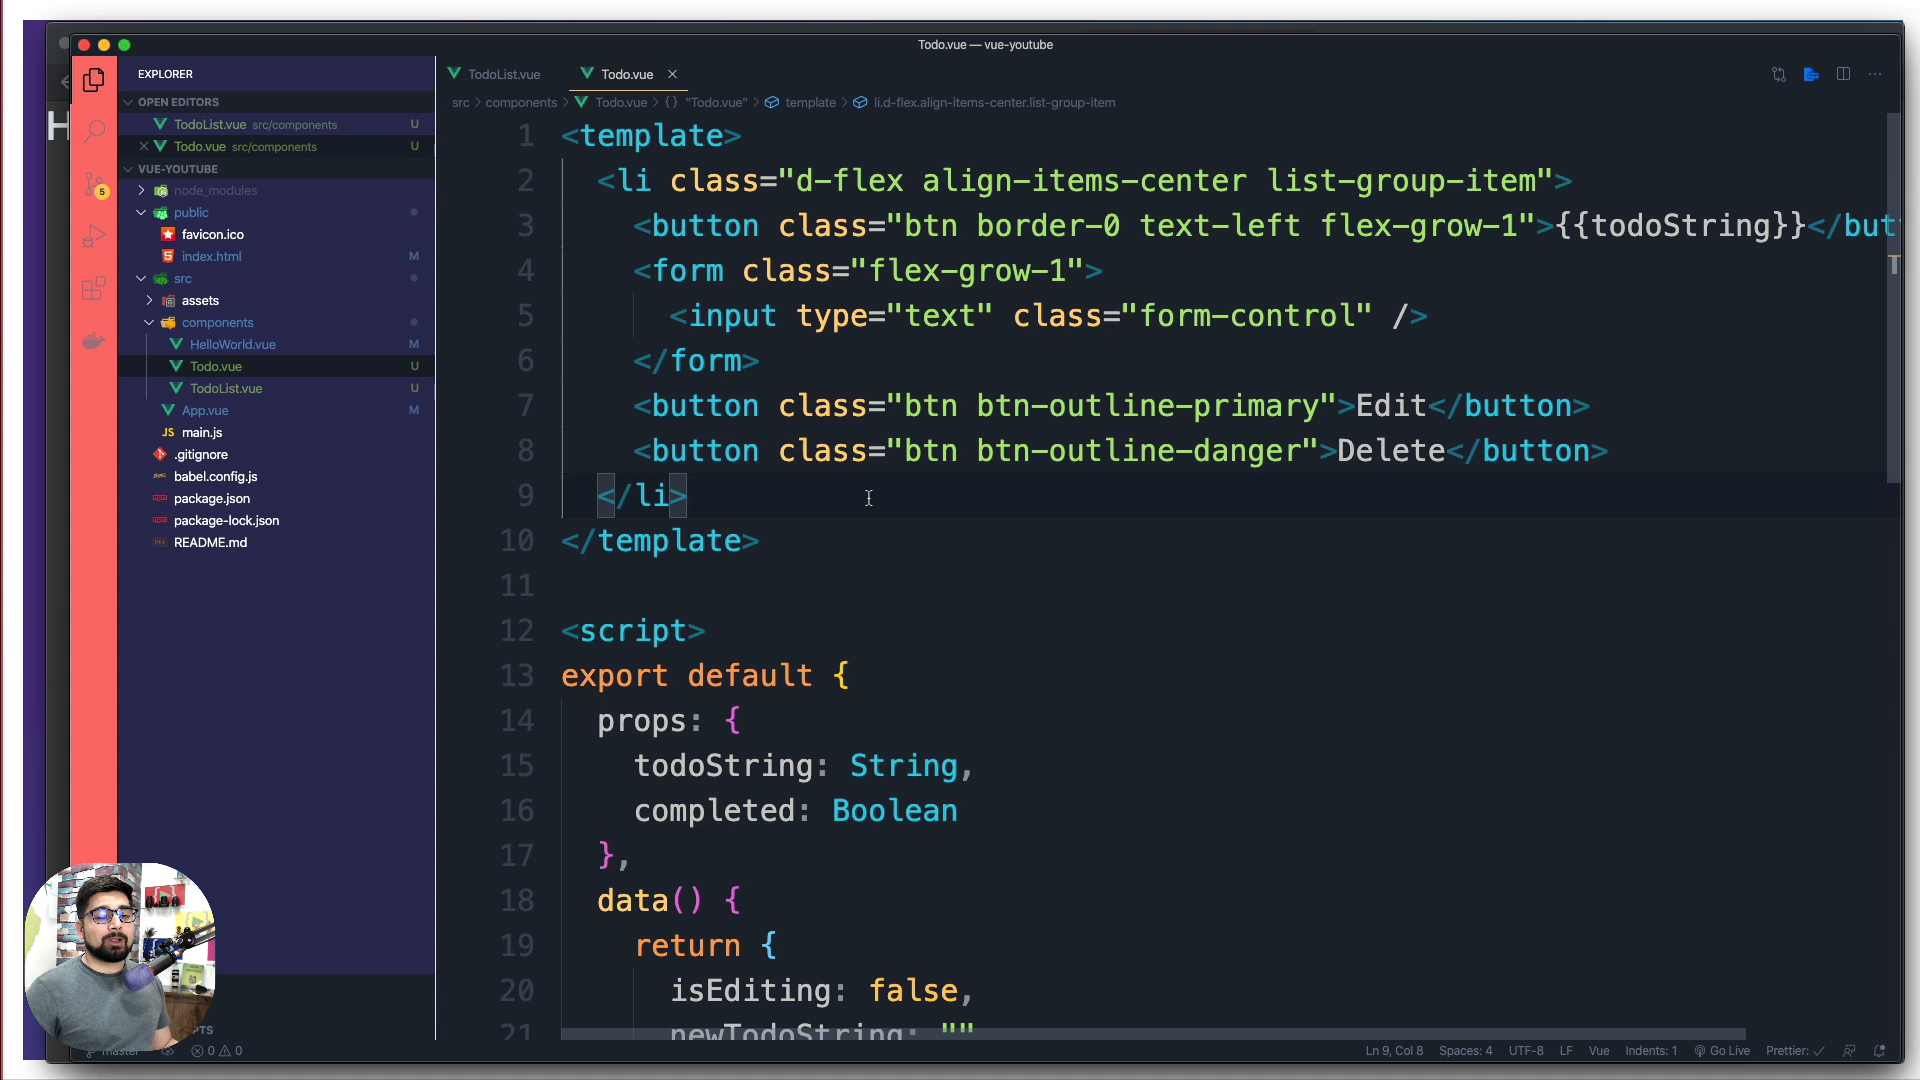 Todo.vue — vue-youtube
EXPLORER
OPEN EDITORS
TodoList.vue src/components U
Todo.vue src/components U
VUE-YOUTUBE
node_modules
public
favicon.ico
index.html M
src
assets
components
HelloWorld.vue M
Todo.vue U
TodoList.vue U
App.vue M
JS main.js
.gitignore
babel.config.js
package.json
package-lock.json
README.md
5
H
TodoList.vue
Todo.vue
src > components > Todo.vue > {} "Todo.vue" > template > li.d-flex.align-items-center.list-group-item
1 <template>
2 <li class="d-flex align-items-center list-group-item">
3 <button class="btn border-0 text-left flex-grow-1">{{todoString}}</but
4 <form class="flex-grow-1">
5 <input type="text" class="form-control" />
6 </form>
7 <button class="btn btn-outline-primary">Edit</button>
8 <button class="btn btn-outline-danger">Delete</button>
9 </li>
10 </template>
11
12 <script>
13 export default {
14 props: {
15 todoString: String,
16 completed: Boolean
17 },
18 data() {
19 return {
20 isEditing: false,
21 newTodoString: ""
PTS
master 0 0
Ln 9, Col 8 Spaces: 4 UTF-8 LF Vue Indents: 1 Go Live Prettier: ✓